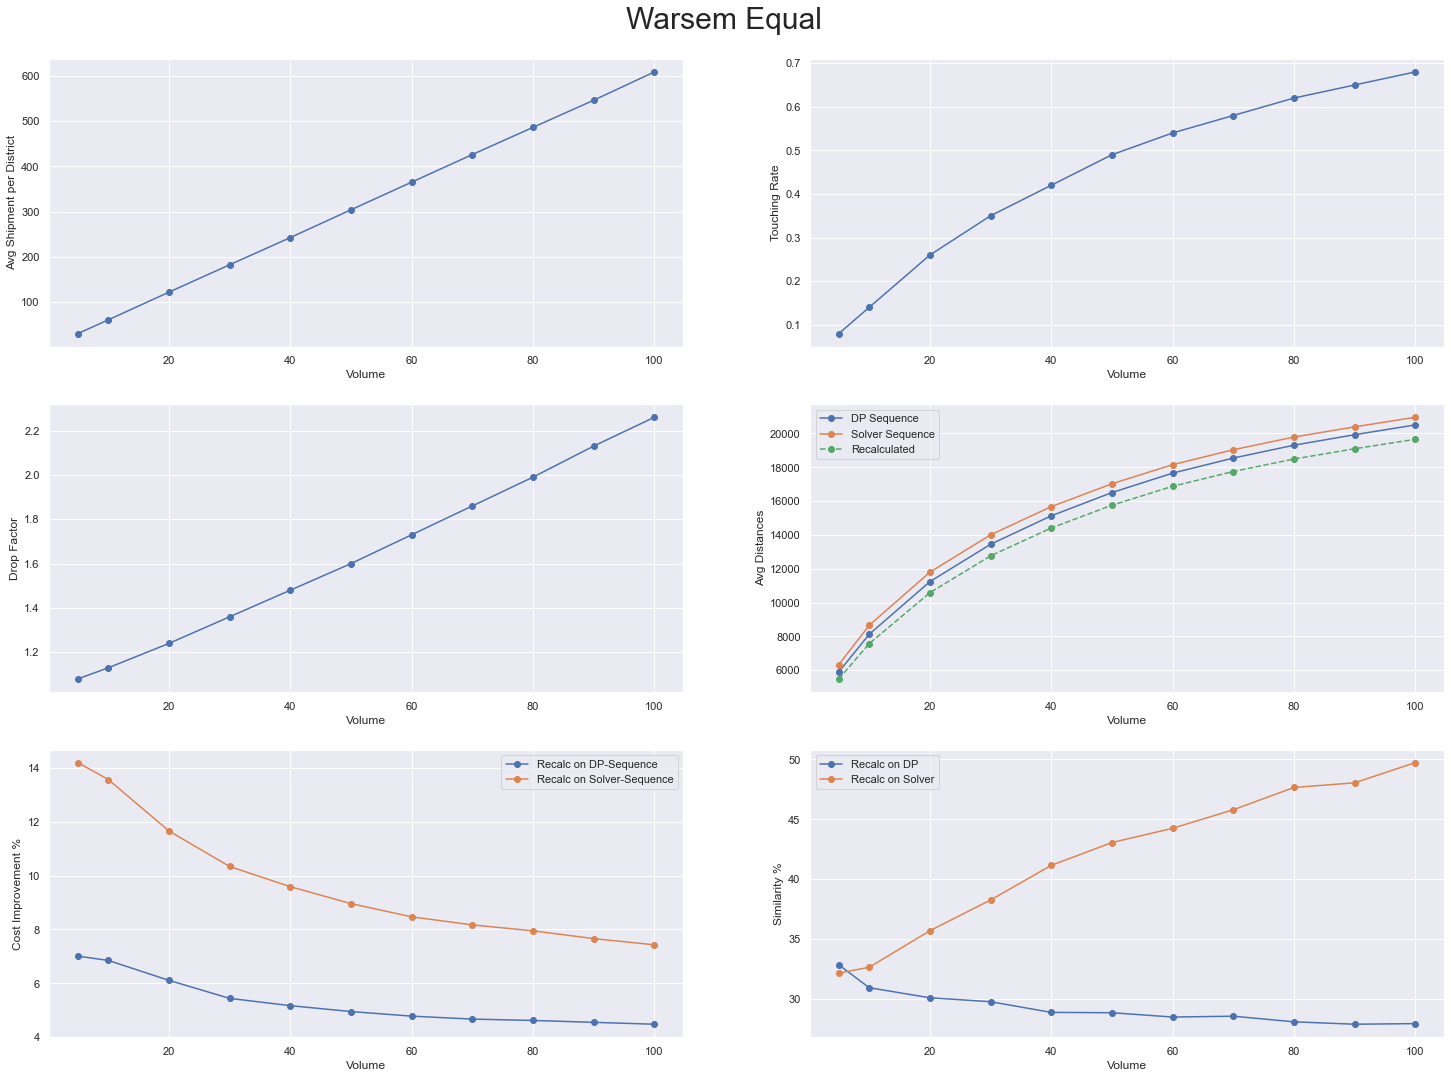 Warsem Equal
600
500
400
300
200
100
Avg Shipment per District
20 40 60 80 100
Volume
0.7
0.6
0.5
0.4
0.3
0.2
0.1
Touching Rate
20 40 60 80 100
Volume
2.2
2.0
1.8
1.6
1.4
1.2
Drop Factor
20 40 60 80 100
Volume
DP Sequence
Solver Sequence
Recalculated
20000
18000
16000
14000
12000
10000
8000
6000
Avg Distances
20 40 60 80 100
Volume
Recalc on DP-Sequence
Recalc on Solver-Sequence
14
12
10
8
6
4
Cost Improvement %
20 40 60 80 100
Volume
Recalc on DP
Recalc on Solver
50
45
40
35
30
Similarity %
20 40 60 80 100
Volume